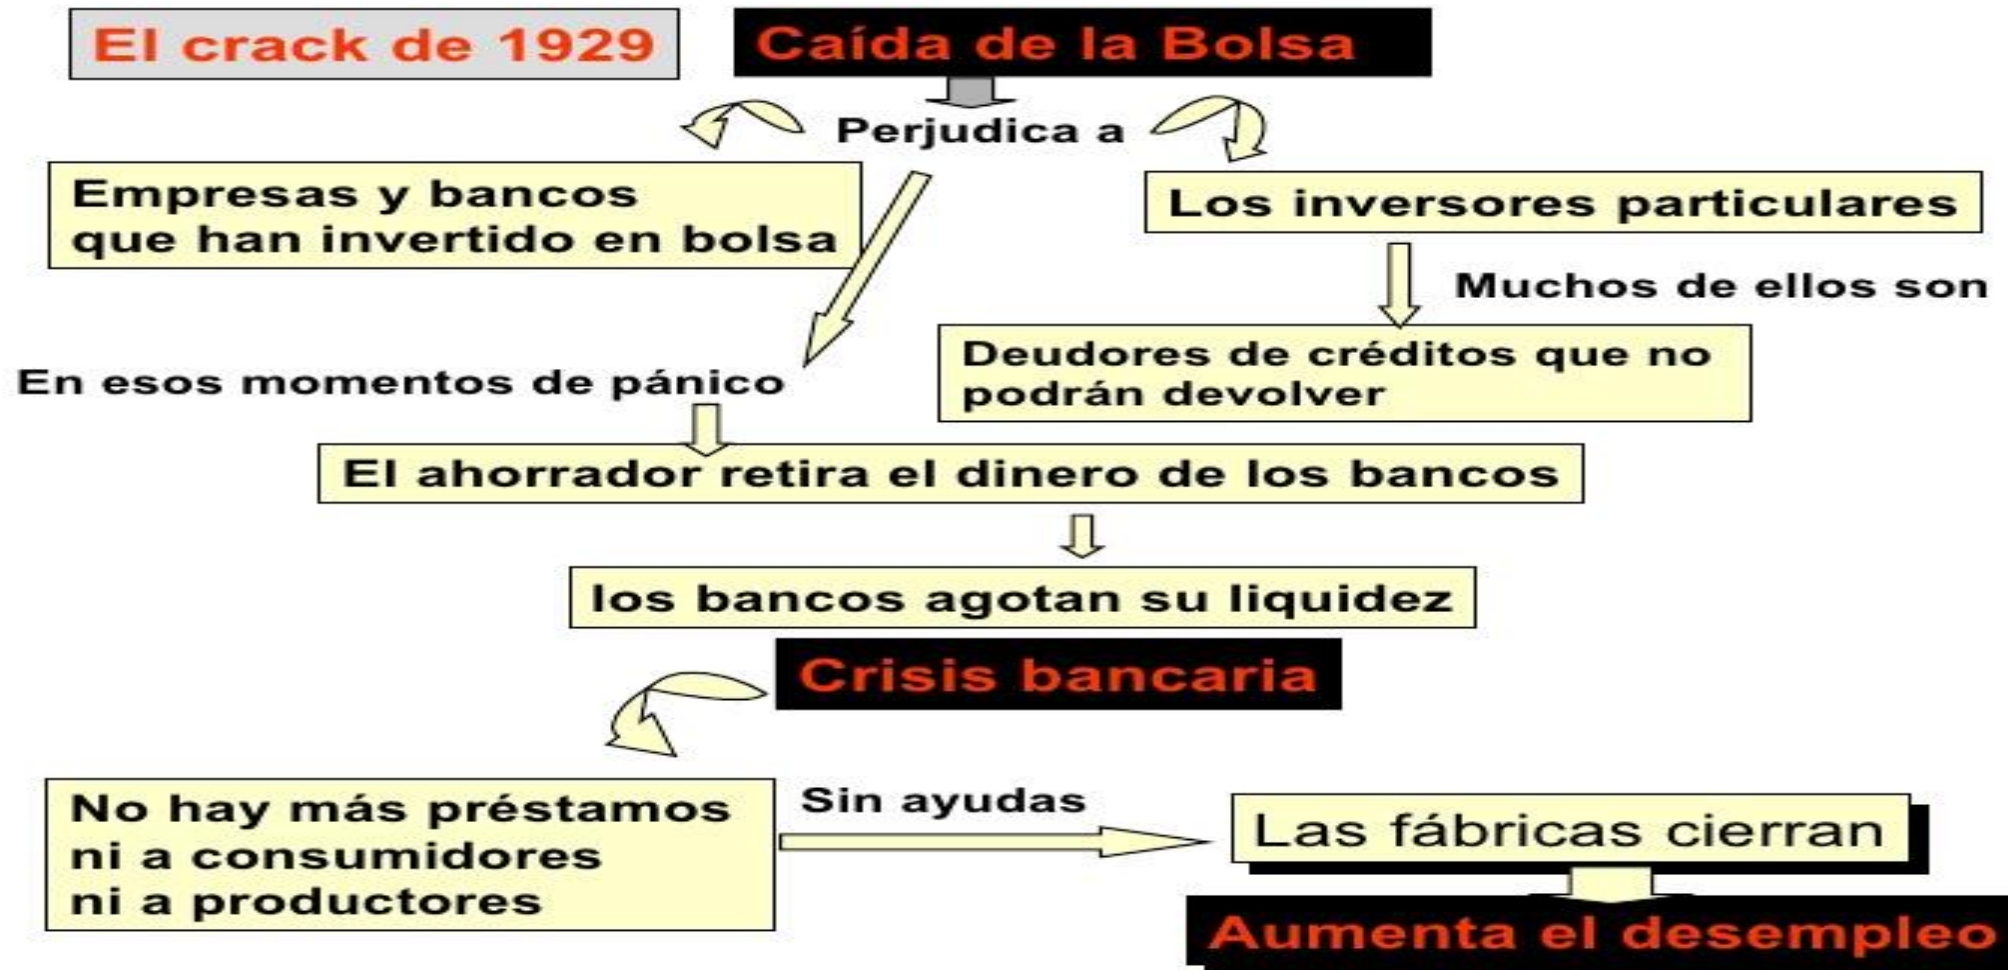 El crack de 1929
Caída de la Bolsa
Perjudica a
Empresas y bancos
que han invertido en bolsa
Los inversores particulares
Muchos de ellos son
Deudores de créditos que no
podrán devolver
En esos momentos de pánico
El ahorrador retira el dinero de los bancos
los bancos agotan su liquidez
Crisis bancaria
No hay más préstamos
ni a consumidores
ni a productores
Sin ayudas
Las fábricas cierran
Aumenta el desempleo